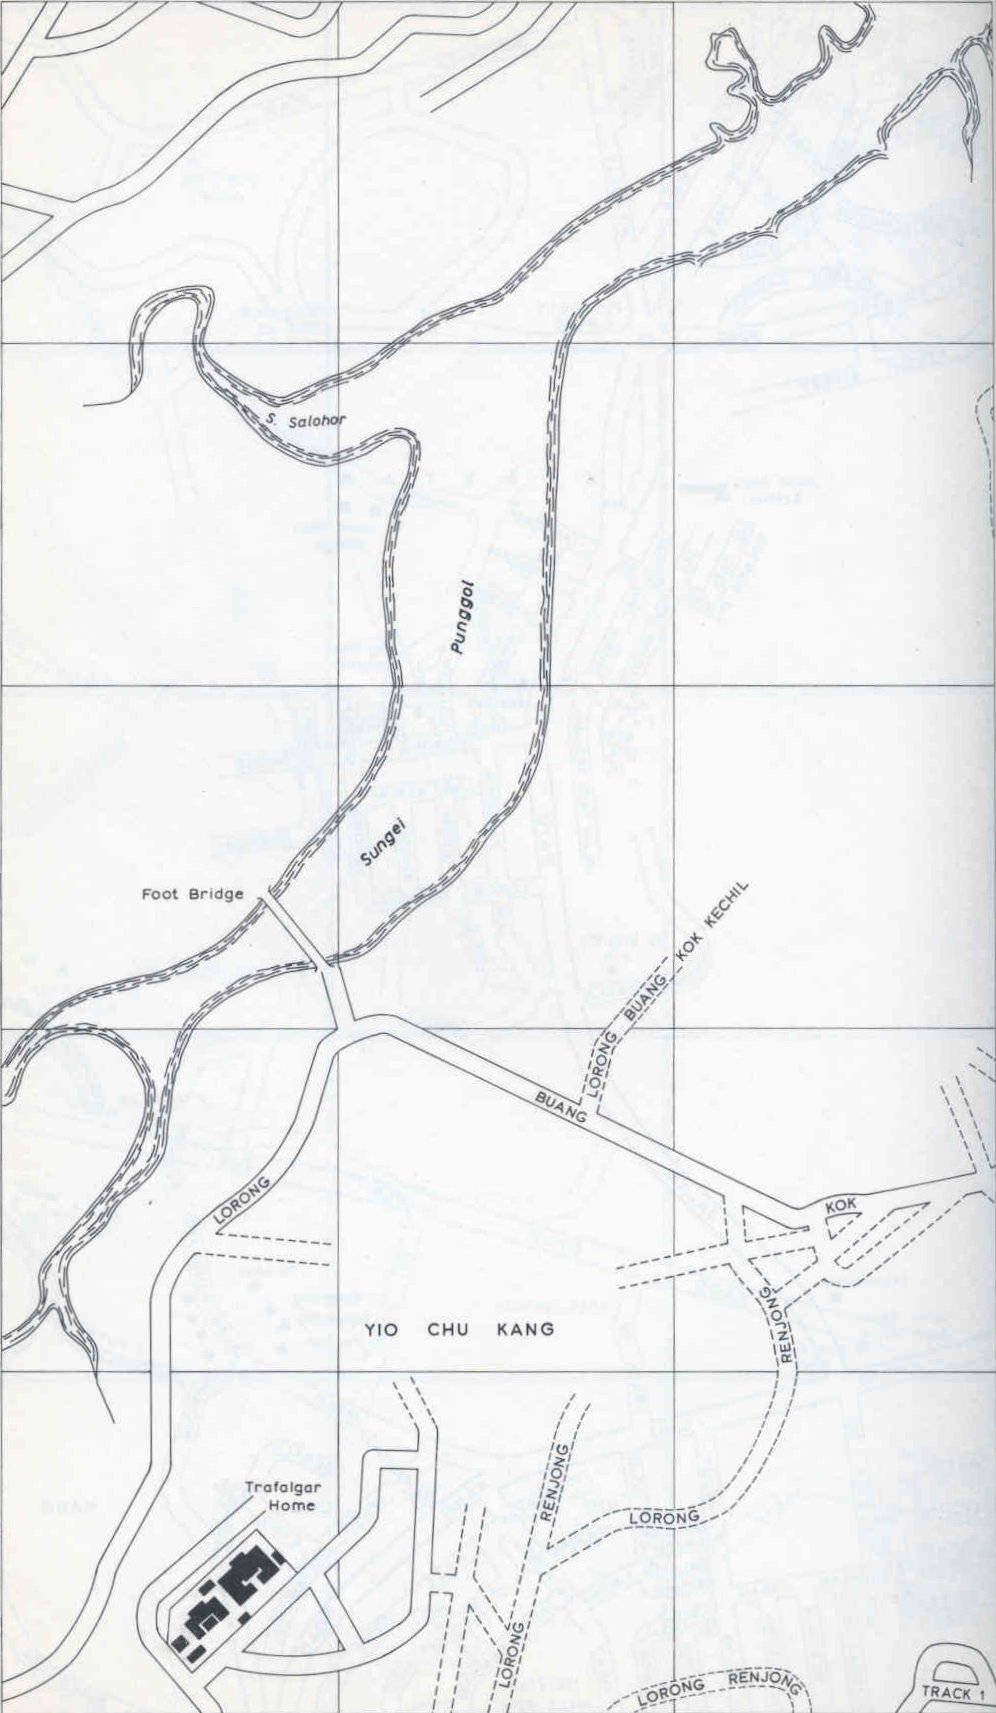 S. Salohor
Punggol
Sungei
Foot Bridge
LORONG BUANG KOK KECHIL
BUANG
LORONG
KOK
YIO CHU KANG
RENJONG
Trafalgar
Home
RENJONG
LORONG
LORONG
LORONG RENJONG
TRACK 1